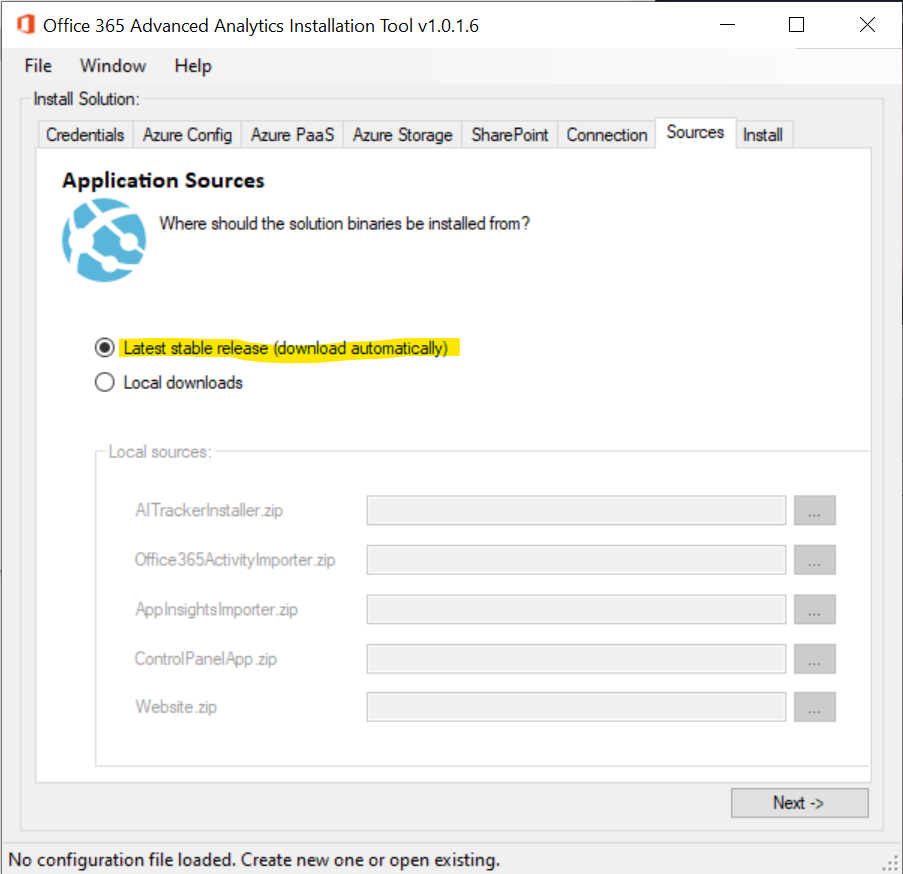 Office 365 Advanced Analytics Installation Tool v1.0.1.6
File Window Help
Install Solution:
Credentials Azure Config Azure PaaS Azure Storage SharePoint Connection Sources Install
Application Sources
Where should the solution binaries be installed from?
Latest stable release (download automatically)
Local downloads
Local sources:
AITrackerInstaller.zip ...
Office365ActivityImporter.zip ...
AppInsightsImporter.zip ...
ControlPanelApp.zip ...
Website.zip ...
Next ->
No configuration file loaded. Create new one or open existing.